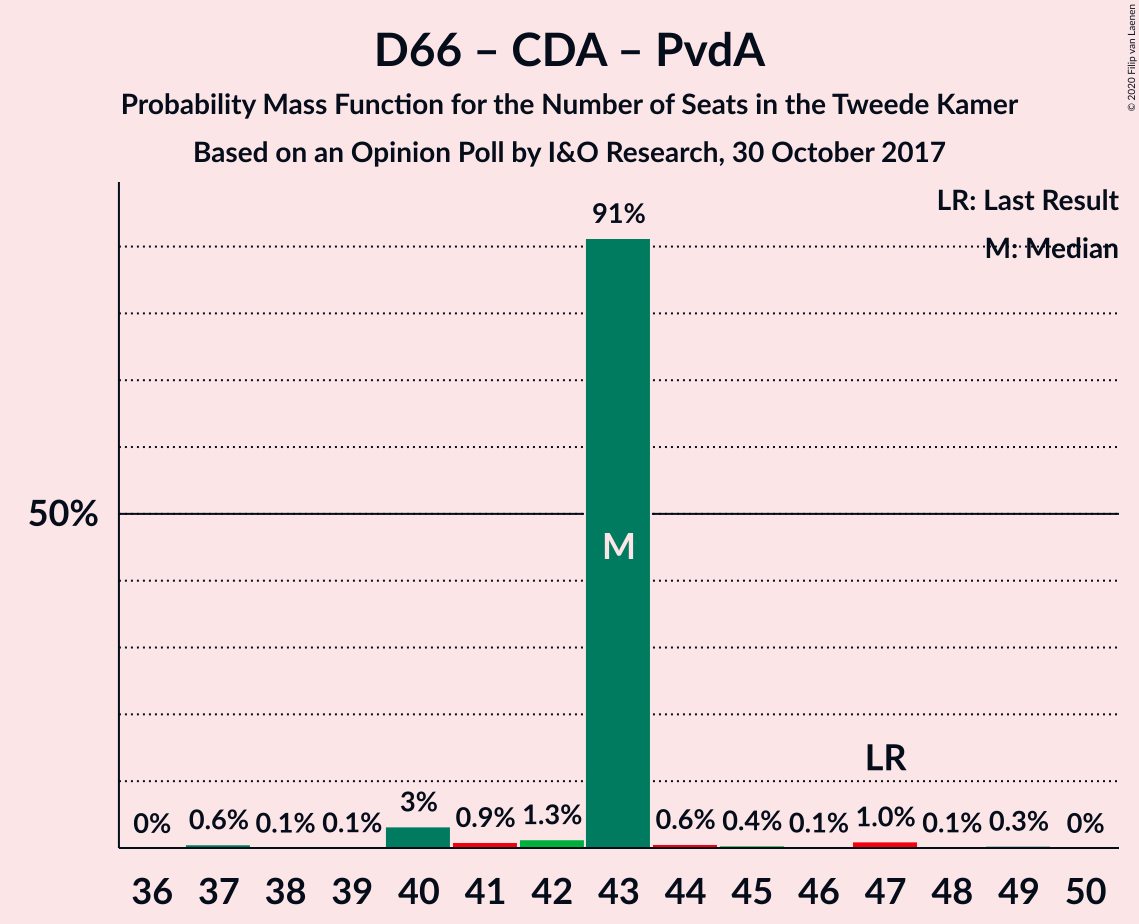 D66 – CDA – PvdA
Probability Mass Function for the Number of Seats in the Tweede Kamer
Based on an Opinion Poll by I&O Research, 30 October 2017
© 2020 Filip van Laenen
LR: Last Result
M: Median
91%
50%
M
LR
0% 0.6% 0.1% 0.1% 3% 0.9% 1.3% 0.6% 0.4% 0.1% 1.0% 0.1% 0.3% 0%
36 37 38 39 40 41 42 43 44 45 46 47 48 49 50